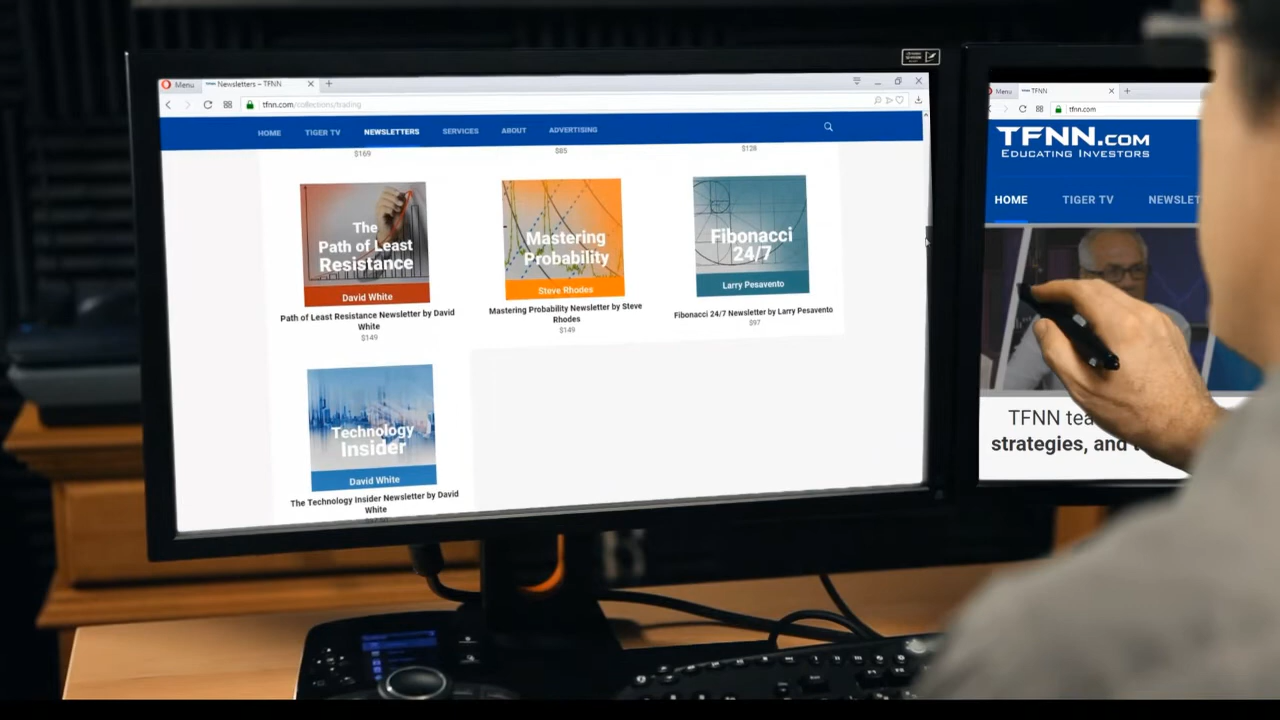 Menu
Newsletters – TFNN
tfnn.com/collections/trading
HOME TIGER TV NEWSLETTERS SERVICES ABOUT ADVERTISING
$169 $85 $128
The
Path of Least
Resistance
David White
Path of Least Resistance Newsletter by David
White
$149
Mastering
Probability
Steve Rhodes
Mastering Probability Newsletter by Steve
Rhodes
$149
Fibonacci
24/7
Larry Pesavento
Fibonacci 24/7 Newsletter by Larry Pesavento
$97
Technology
Insider
David White
The Technology Insider Newsletter by David
White
Menu
TFNN
tfnn.com
TFNN.COM
EDUCATING INVESTORS
HOME TIGER TV NEWSLET
TFNN tea
strategies, and